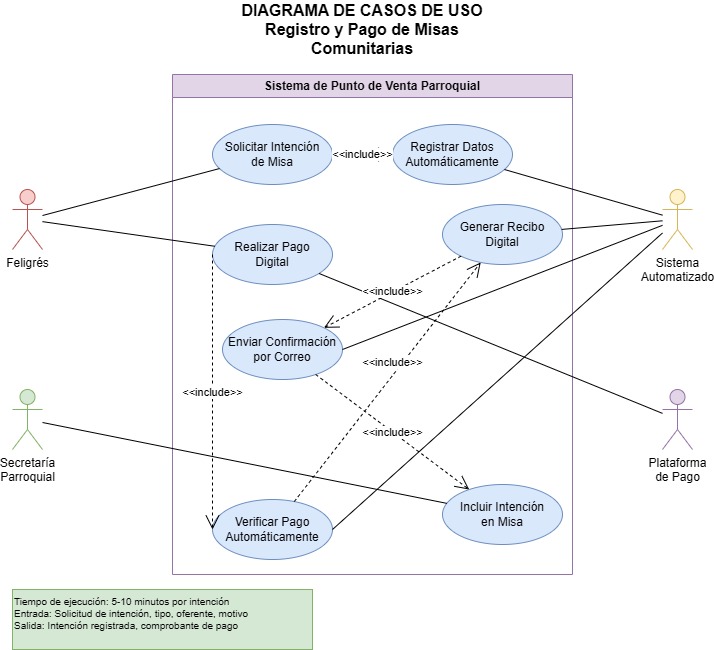 DIAGRAMA DE CASOS DE USO
Registro y Pago de Misas
Comunitarias
Sistema de Punto de Venta Parroquial
Solicitar Intención
de Misa
<<include>>
Registrar Datos
Automáticamente
Feligrés
Realizar Pago
Digital
Generar Recibo
Digital
Sistema
Automatizado
<<include>>
Enviar Confirmación
por Correo
<<include>>
<<include>>
<<include>>
Secretaría
Parroquial
Plataforma
de Pago
Verificar Pago
Automáticamente
Incluir Intención
en Misa
Tiempo de ejecución: 5-10 minutos por intención
Entrada: Solicitud de intención, tipo, oferente, motivo
Salida: Intención registrada, comprobante de pago